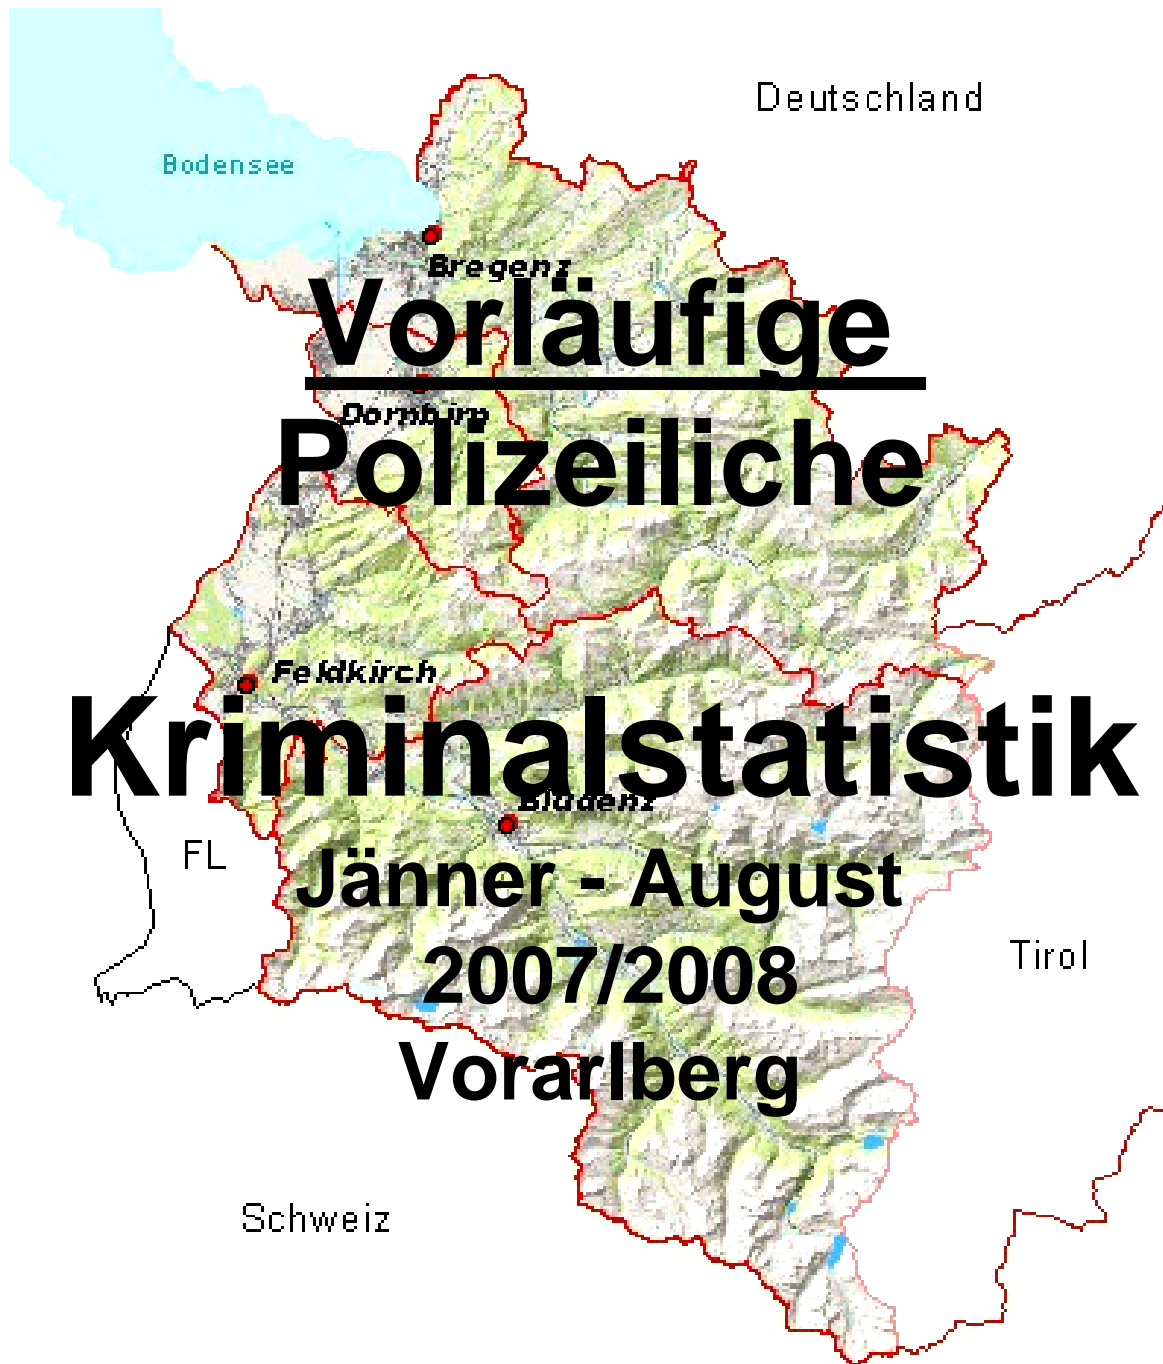 Deutschland
Bodensee
Bregenz
Vorläufige
Dornbirn
Polizeiliche
Feldkirch
Kriminalstatistik
Bludenz
FL
Jänner - August
2007/2008
Tirol
Vorarlberg
Schweiz